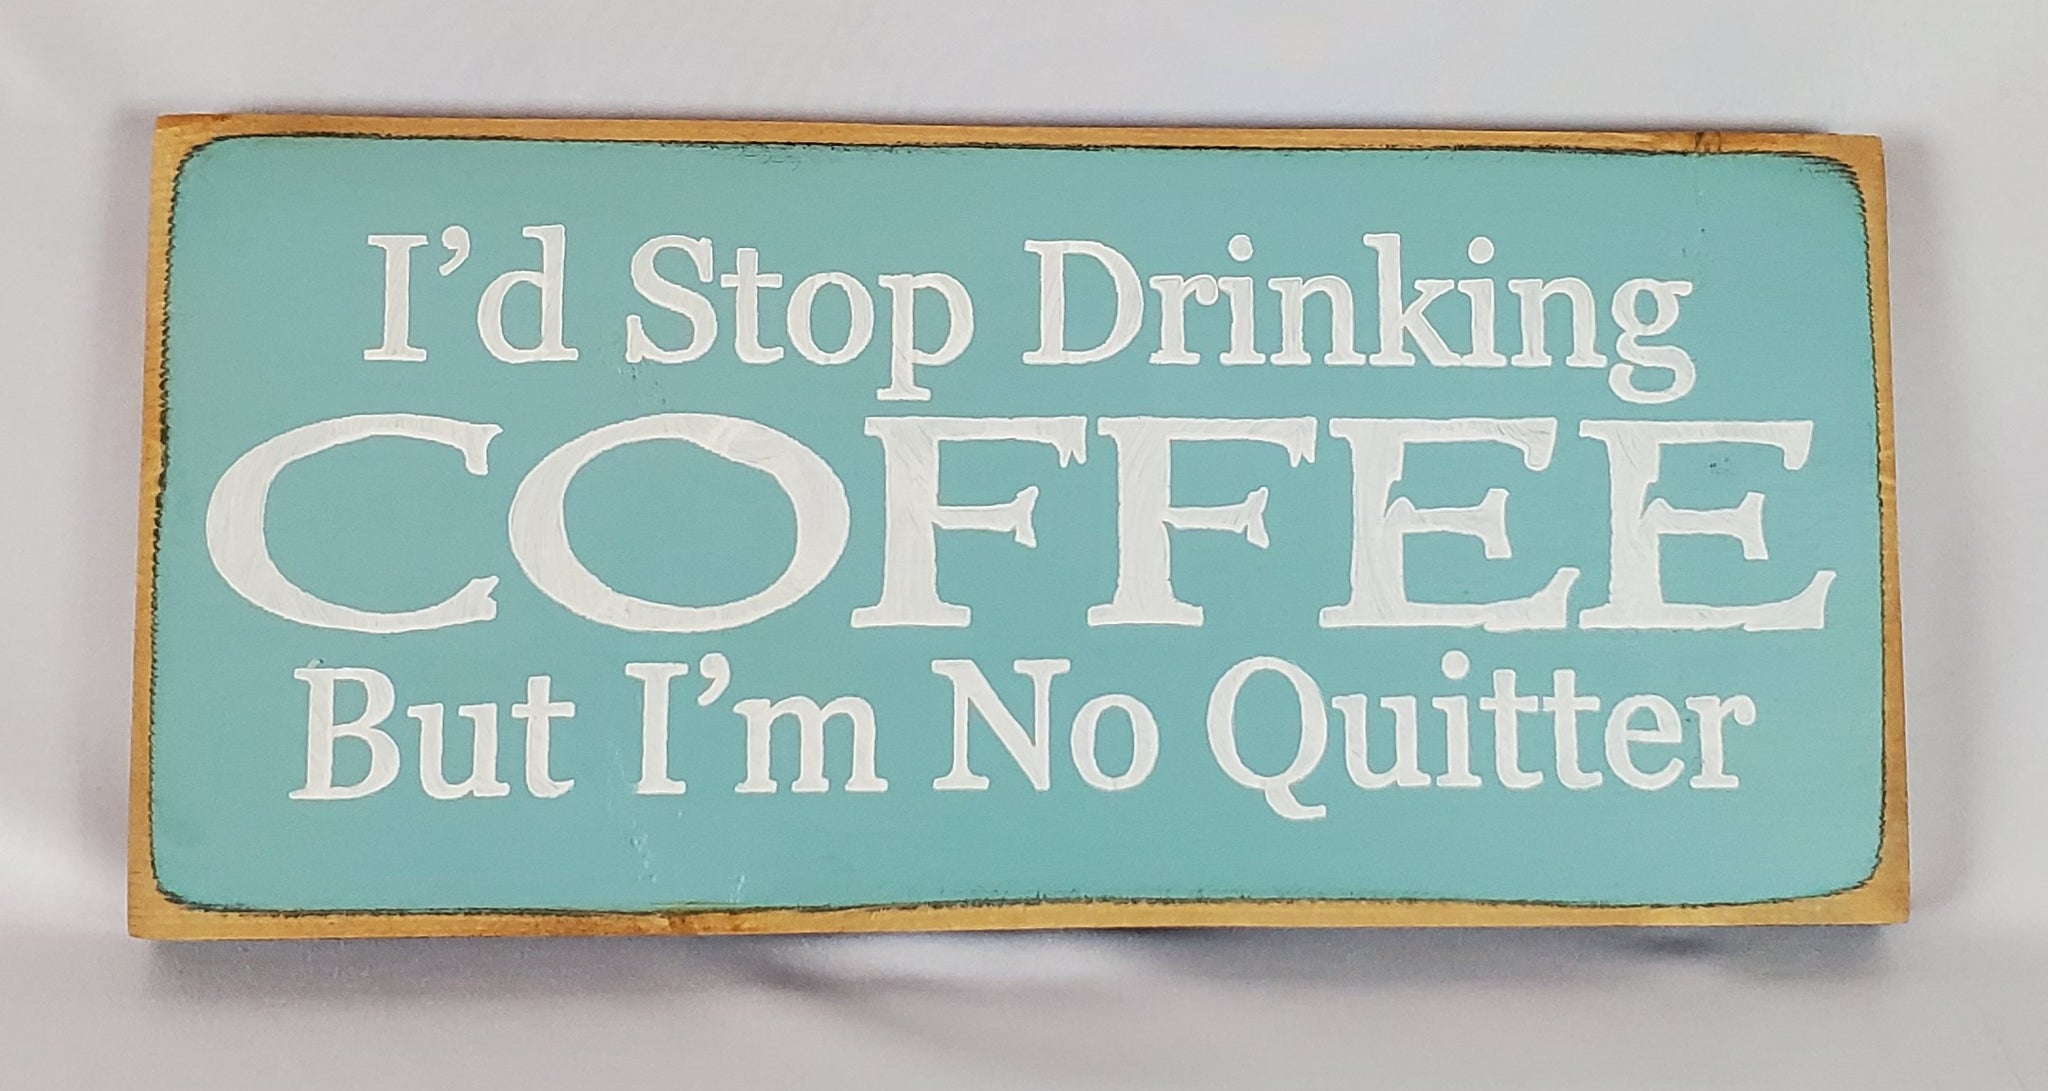 I'd Stop Drinking
COFFEE
But I'm No Quitter